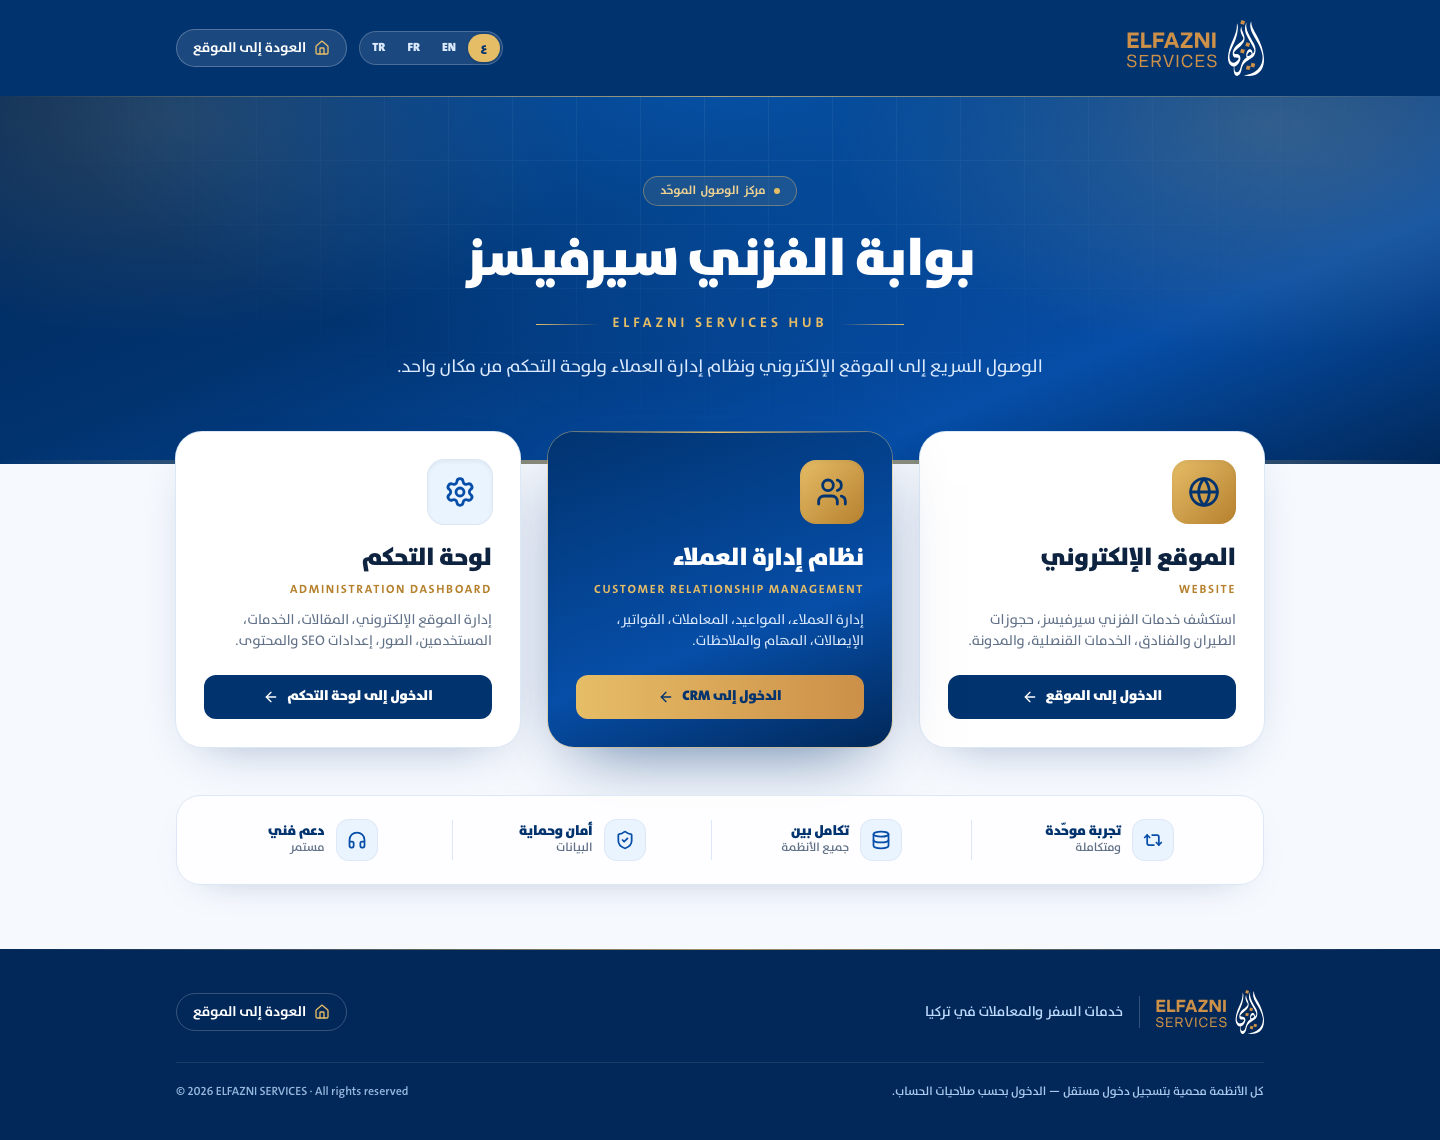 ELFAZNI
SERVICES
ع
EN
FR
TR
العودة إلى الموقع
مركز الوصول الموحّد
بوابة الفزني سيرفيسز
ELFAZNI SERVICES HUB
الوصول السريع إلى الموقع الإلكتروني ونظام إدارة العملاء ولوحة التحكم من مكان واحد.
الموقع الإلكتروني
WEBSITE
استكشف خدمات الفزني سيرفيسز، حجوزات
الطيران والفنادق، الخدمات القنصلية، والمدونة.
الدخول إلى الموقع
نظام إدارة العملاء
CUSTOMER RELATIONSHIP MANAGEMENT
إدارة العملاء، المواعيد، المعاملات، الفواتير،
الإيصالات، المهام والملاحظات.
الدخول إلى CRM
لوحة التحكم
ADMINISTRATION DASHBOARD
إدارة الموقع الإلكتروني، المقالات، الخدمات،
المستخدمين، الصور، إعدادات SEO والمحتوى.
الدخول إلى لوحة التحكم
تجربة موحّدة
ومتكاملة
تكامل بين
جميع الأنظمة
أمان وحماية
البيانات
دعم فني
مستمر
ELFAZNI
SERVICES
خدمات السفر والمعاملات في تركيا
العودة إلى الموقع
كل الأنظمة محمية بتسجيل دخول مستقل — الدخول بحسب صلاحيات الحساب.
© 2026 ELFAZNI SERVICES · All rights reserved